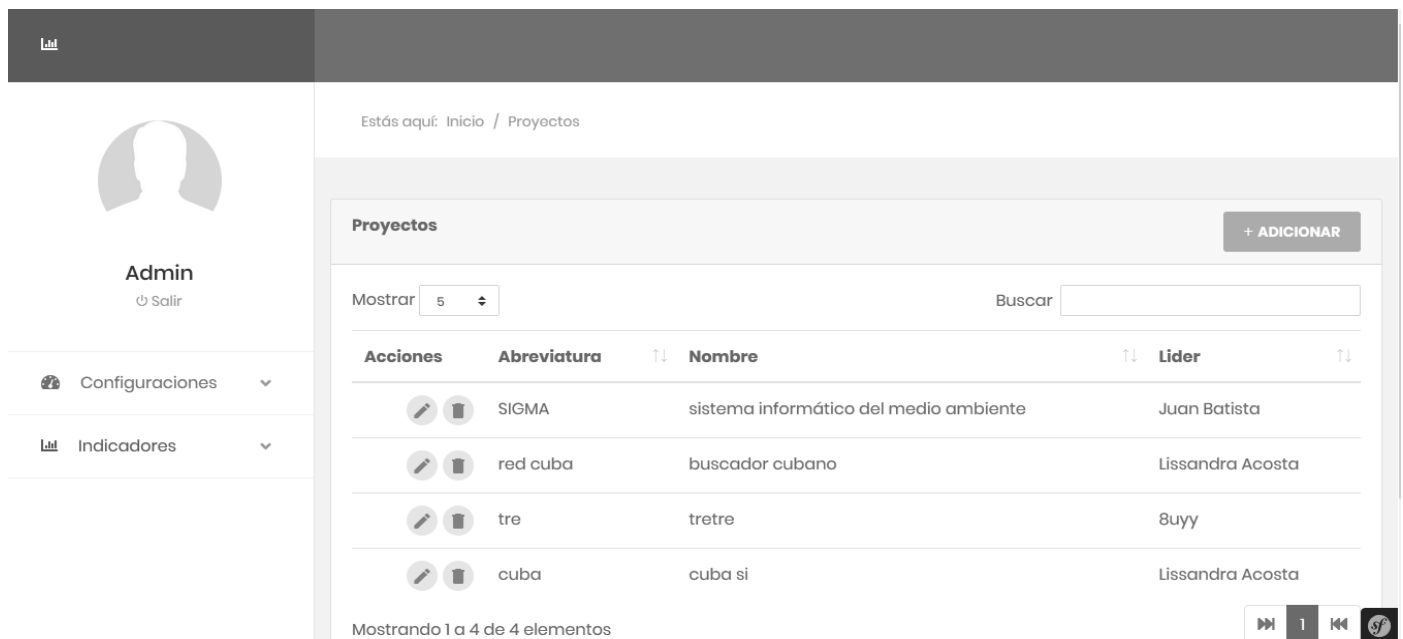 Estás aquí: Inicio / Proyectos
Proyectos
+ ADICIONAR
Admin
Salir
Mostrar 5
Buscar
Acciones Abreviatura Nombre Lider
Configuraciones
SIGMA sistema informático del medio ambiente Juan Batista
Indicadores
red cuba buscador cubano Lissandra Acosta
tre tretre 8uyy
cuba cuba si Lissandra Acosta
Mostrando 1 a 4 de 4 elementos
1
sf